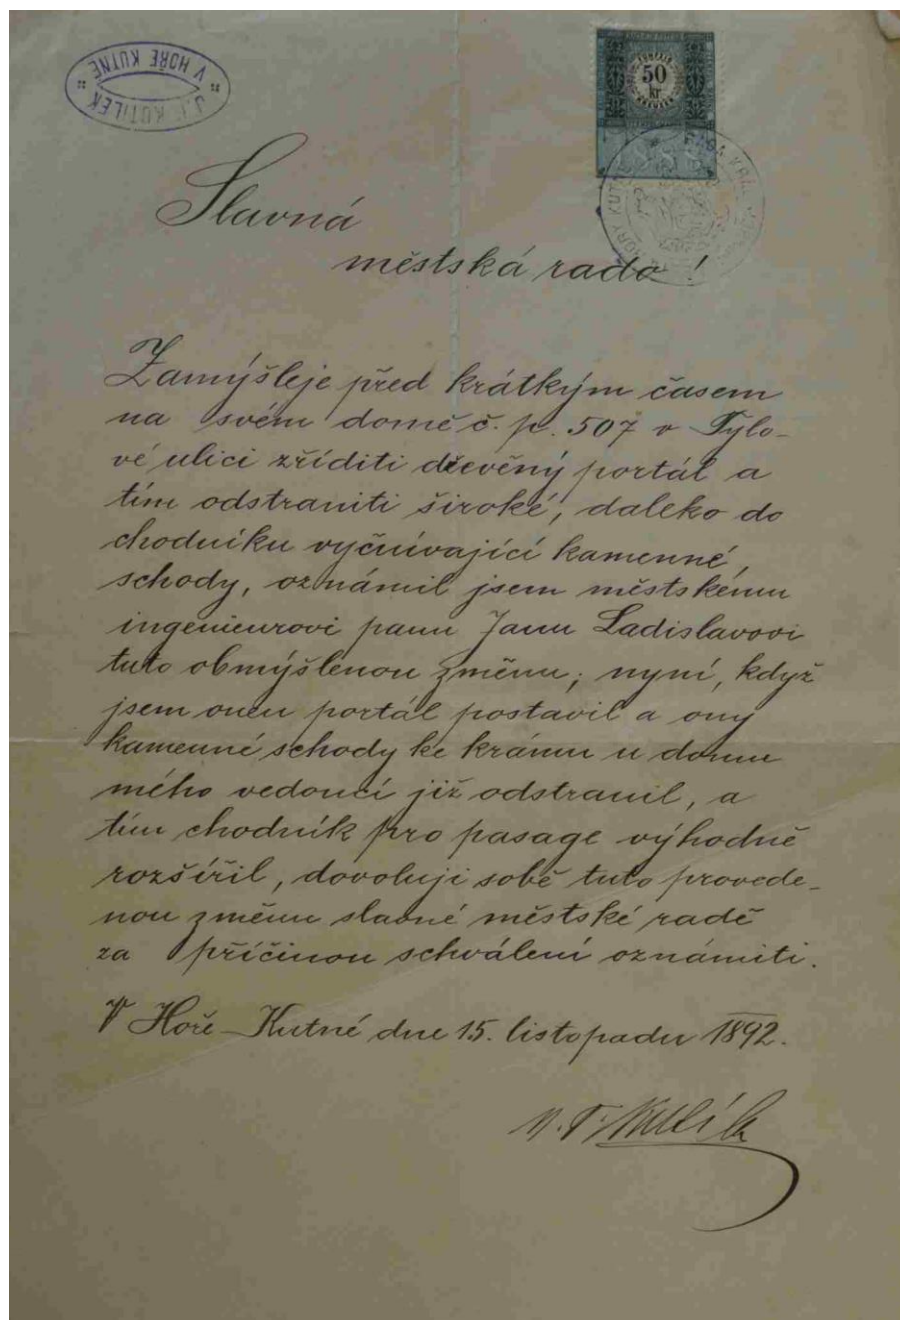 J. F. KUTILEK
V HOŘE KUTNÉ
50
kr
Slavná
městská rado!
Zamýšleje před krátkým časem
na svém domě č. p. 507 v Tylo-
vé ulici zříditi dřevěný portál a
tím odstraniti široké, daleko do
chodníku vyčnívající kamenné
schody, oznámil jsem městskému
ingenieurovi panu Janu Ladislavovi
tuto obmýšlenou změnu; nyní, když
jsem onen portál postavil a ony
kamenné schody ke krámu u domu
mého vedoucí již odstranil, a
tím chodník pro pasage výhodně
rozšířil, dovoluji sobě tuto provede-
nou změnu slavné městské radě
za příčinou schválení oznámiti.
V Hoře-Kutné dne 15. listopadu 1892.